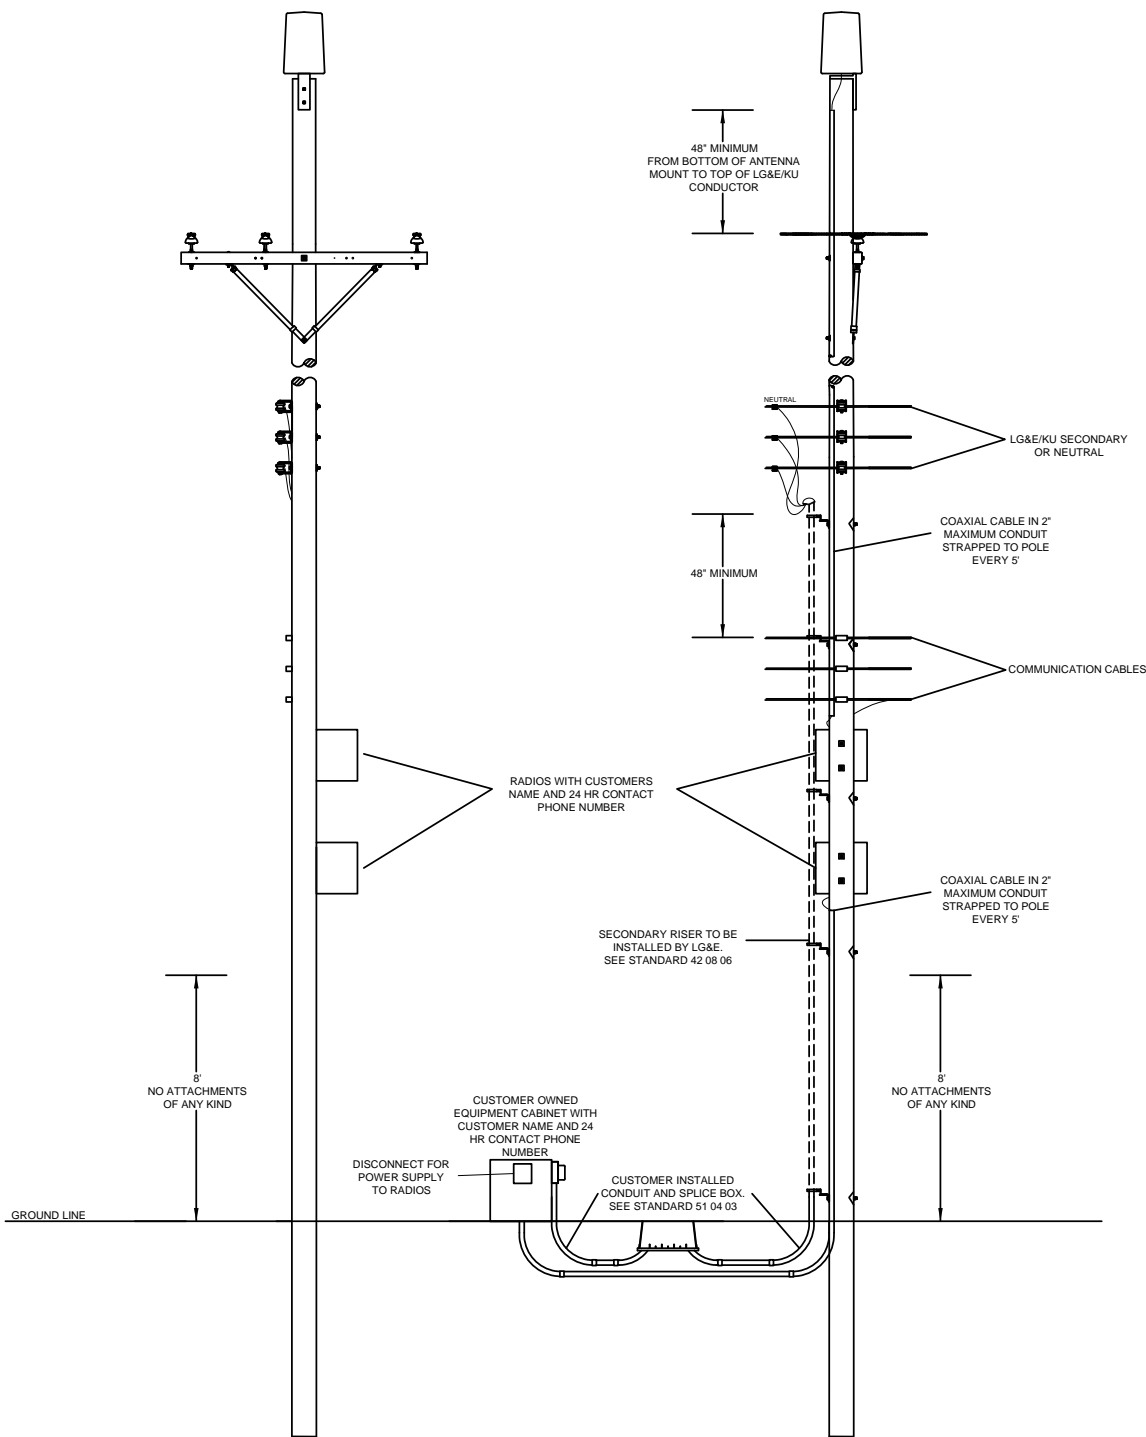 48" MINIMUM
FROM BOTTOM OF ANTENNA
MOUNT TO TOP OF LG&E/KU
CONDUCTOR
NEUTRAL
LG&E/KU SECONDARY
OR NEUTRAL
COAXIAL CABLE IN 2"
MAXIMUM CONDUIT
STRAPPED TO POLE
EVERY 5'
48" MINIMUM
COMMUNICATION CABLES
RADIOS WITH CUSTOMERS
NAME AND 24 HR CONTACT
PHONE NUMBER
COAXIAL CABLE IN 2"
MAXIMUM CONDUIT
STRAPPED TO POLE
EVERY 5'
SECONDARY RISER TO BE
INSTALLED BY LG&E.
SEE STANDARD 42 08 06
8'
NO ATTACHMENTS
OF ANY KIND
8'
NO ATTACHMENTS
OF ANY KIND
CUSTOMER OWNED
EQUIPMENT CABINET WITH
CUSTOMER NAME AND 24
HR CONTACT PHONE
NUMBER
DISCONNECT FOR
POWER SUPPLY
TO RADIOS
CUSTOMER INSTALLED
CONDUIT AND SPLICE BOX.
SEE STANDARD 51 04 03
GROUND LINE